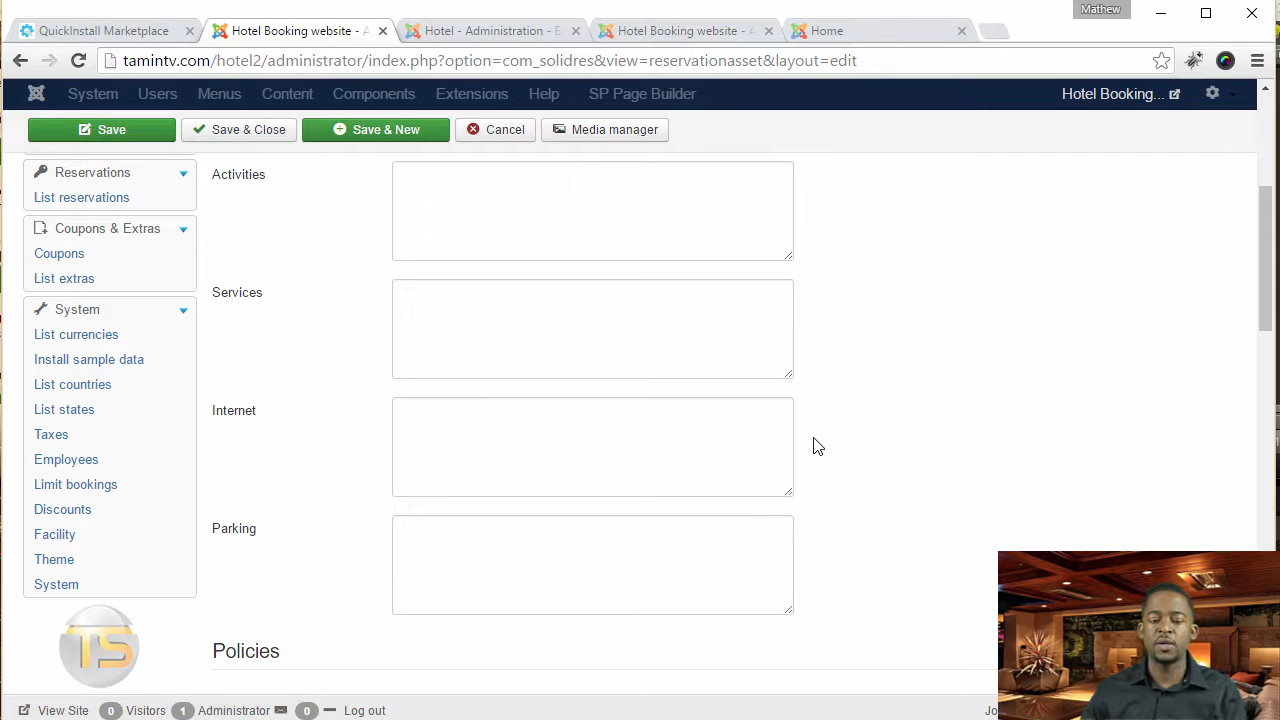 Mathew
QuickInstall Marketplace
Hotel Booking website - A
Hotel - Administration - E
Hotel Booking website - A
Home
tamintv.com/hotel2/administrator/index.php?option=com_solidres&view=reservationasset&layout=edit
System Users Menus Content Components Extensions Help SP Page Builder Hotel Booking...
Save Save & Close Save & New Cancel Media manager
Reservations
List reservations
Coupons & Extras
Coupons
List extras
System
List currencies
Install sample data
List countries
List states
Taxes
Employees
Limit bookings
Discounts
Facility
Theme
System
Activities
Services
Internet
Parking
Policies
TS
View Site 0 Visitors 1 Administrator 0 Log out Jo